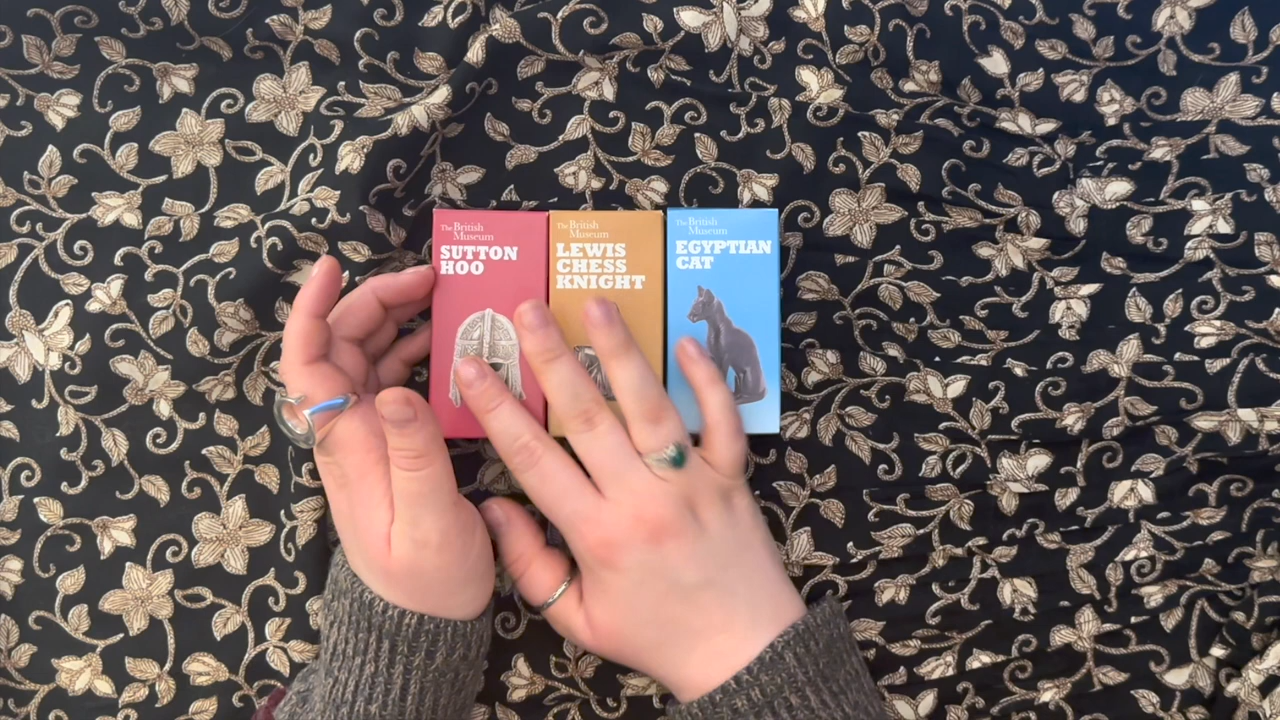 The British
Museum
SUTTON
HOO
The British
Museum
LEWIS
CHESS
KNIGHT
The British
Museum
EGYPTIAN
CAT